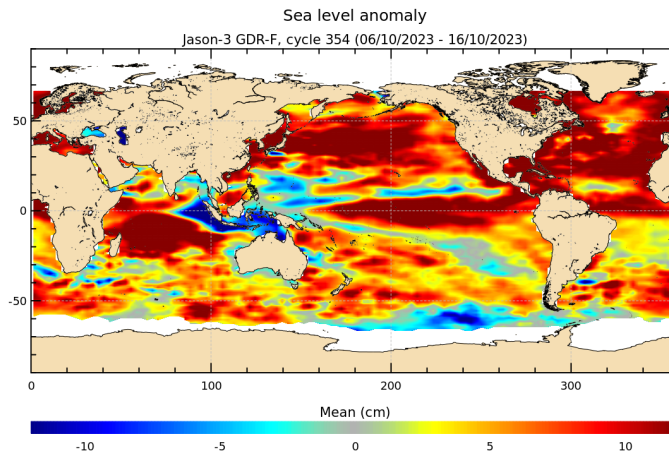 Sea level anomaly
Jason-3 GDR-F, cycle 354 (06/10/2023 - 16/10/2023)
50
0
-50
0 100 200 300
Mean (cm)
-10 -5 0 5 10